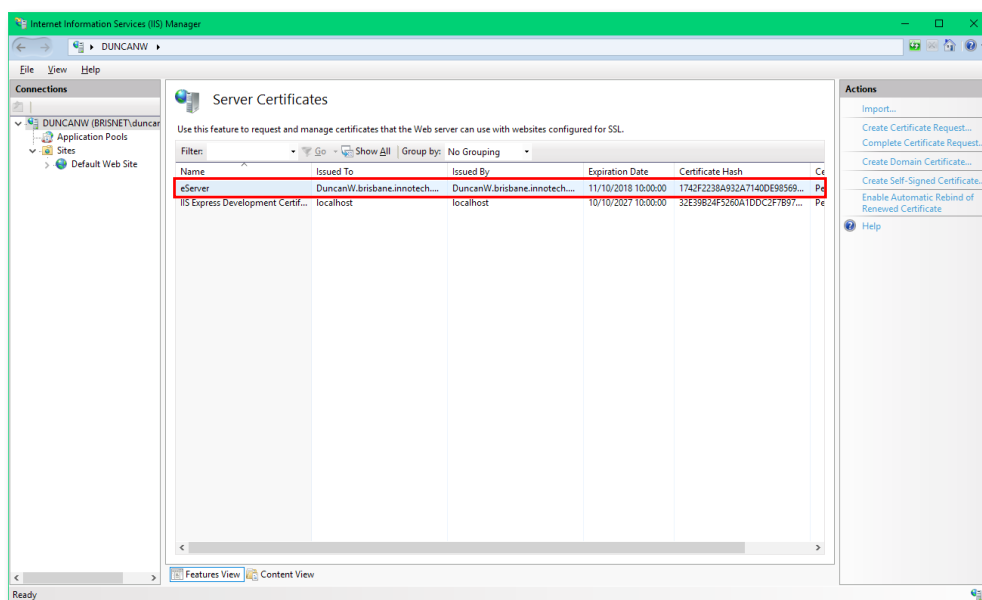 Internet Information Services (IIS) Manager
DUNCANW
File View Help
Connections
DUNCANW (BRISNET\duncar
Application Pools
Sites
Default Web Site
Server Certificates
Use this feature to request and manage certificates that the Web server can use with websites configured for SSL.
Filter: Go Show All Group by: No Grouping
Name Issued To Issued By Expiration Date Certificate Hash Ce
eServer DuncanW.brisbane.innotech.... DuncanW.brisbane.innotech.... 11/10/2018 10:00:00 1742F2238A932A7140DE98569... Pe
IIS Express Development Certif... localhost localhost 10/10/2027 10:00:00 32E39B24F5260A1DDC2F7B97... Pe
Features View Content View
Actions
Import...
Create Certificate Request...
Complete Certificate Request..
Create Domain Certificate...
Create Self-Signed Certificate..
Enable Automatic Rebind of
Renewed Certificate
Help
Ready